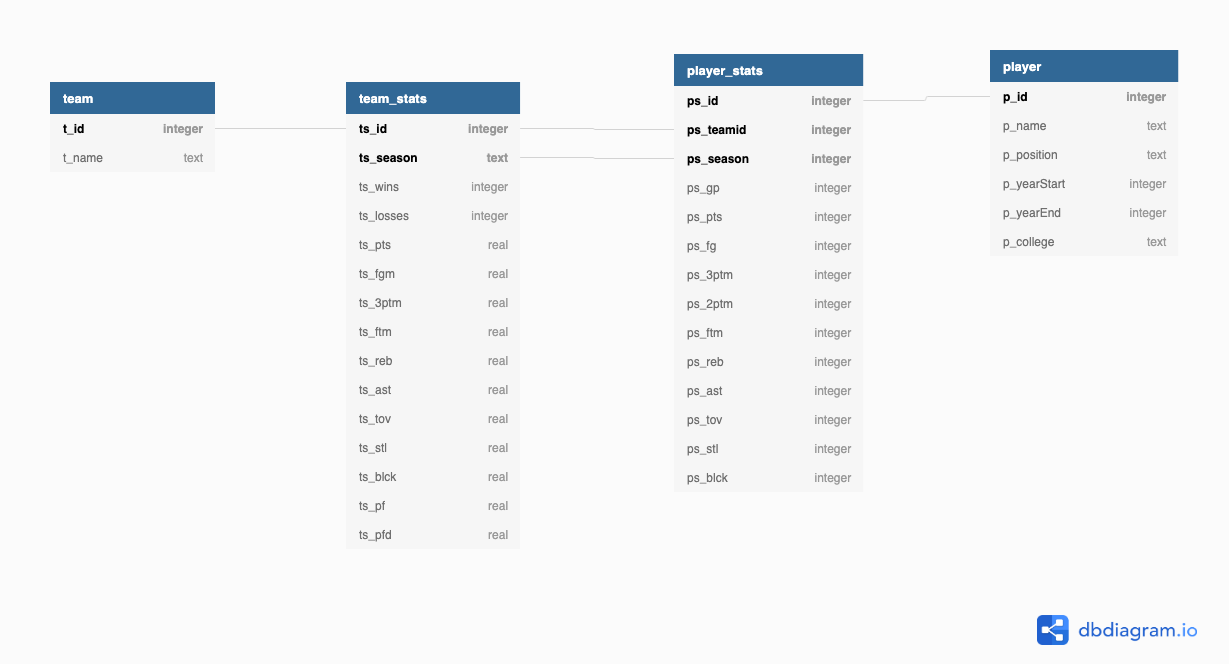 team
t_id integer
t_name text
team_stats
ts_id integer
ts_season text
ts_wins integer
ts_losses integer
ts_pts real
ts_fgm real
ts_3ptm real
ts_ftm real
ts_reb real
ts_ast real
ts_tov real
ts_stl real
ts_blck real
ts_pf real
ts_pfd real
player_stats
ps_id integer
ps_teamid integer
ps_season integer
ps_gp integer
ps_pts integer
ps_fg integer
ps_3ptm integer
ps_2ptm integer
ps_ftm integer
ps_reb integer
ps_ast integer
ps_tov integer
ps_stl integer
ps_blck integer
player
p_id integer
p_name text
p_position text
p_yearStart integer
p_yearEnd integer
p_college text
dbdiagram.io